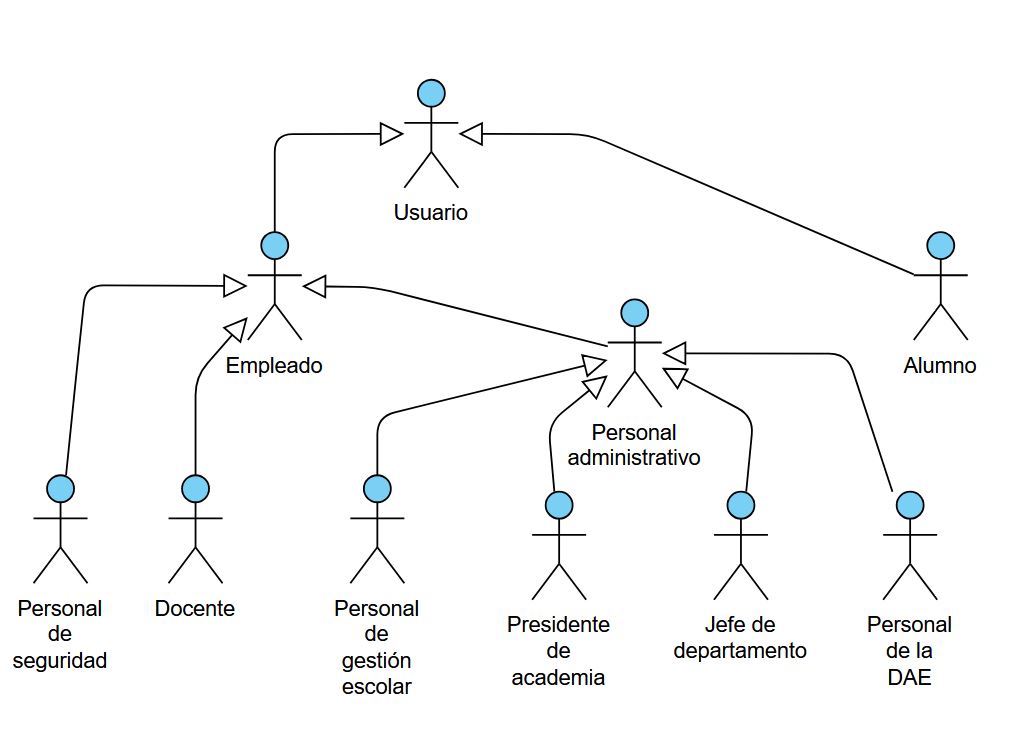 Usuario
Empleado
Alumno
Personal
administrativo
Personal
de
seguridad
Docente
Personal
de
gestión
escolar
Presidente
de
academia
Jefe de
departamento
Personal
de la
DAE